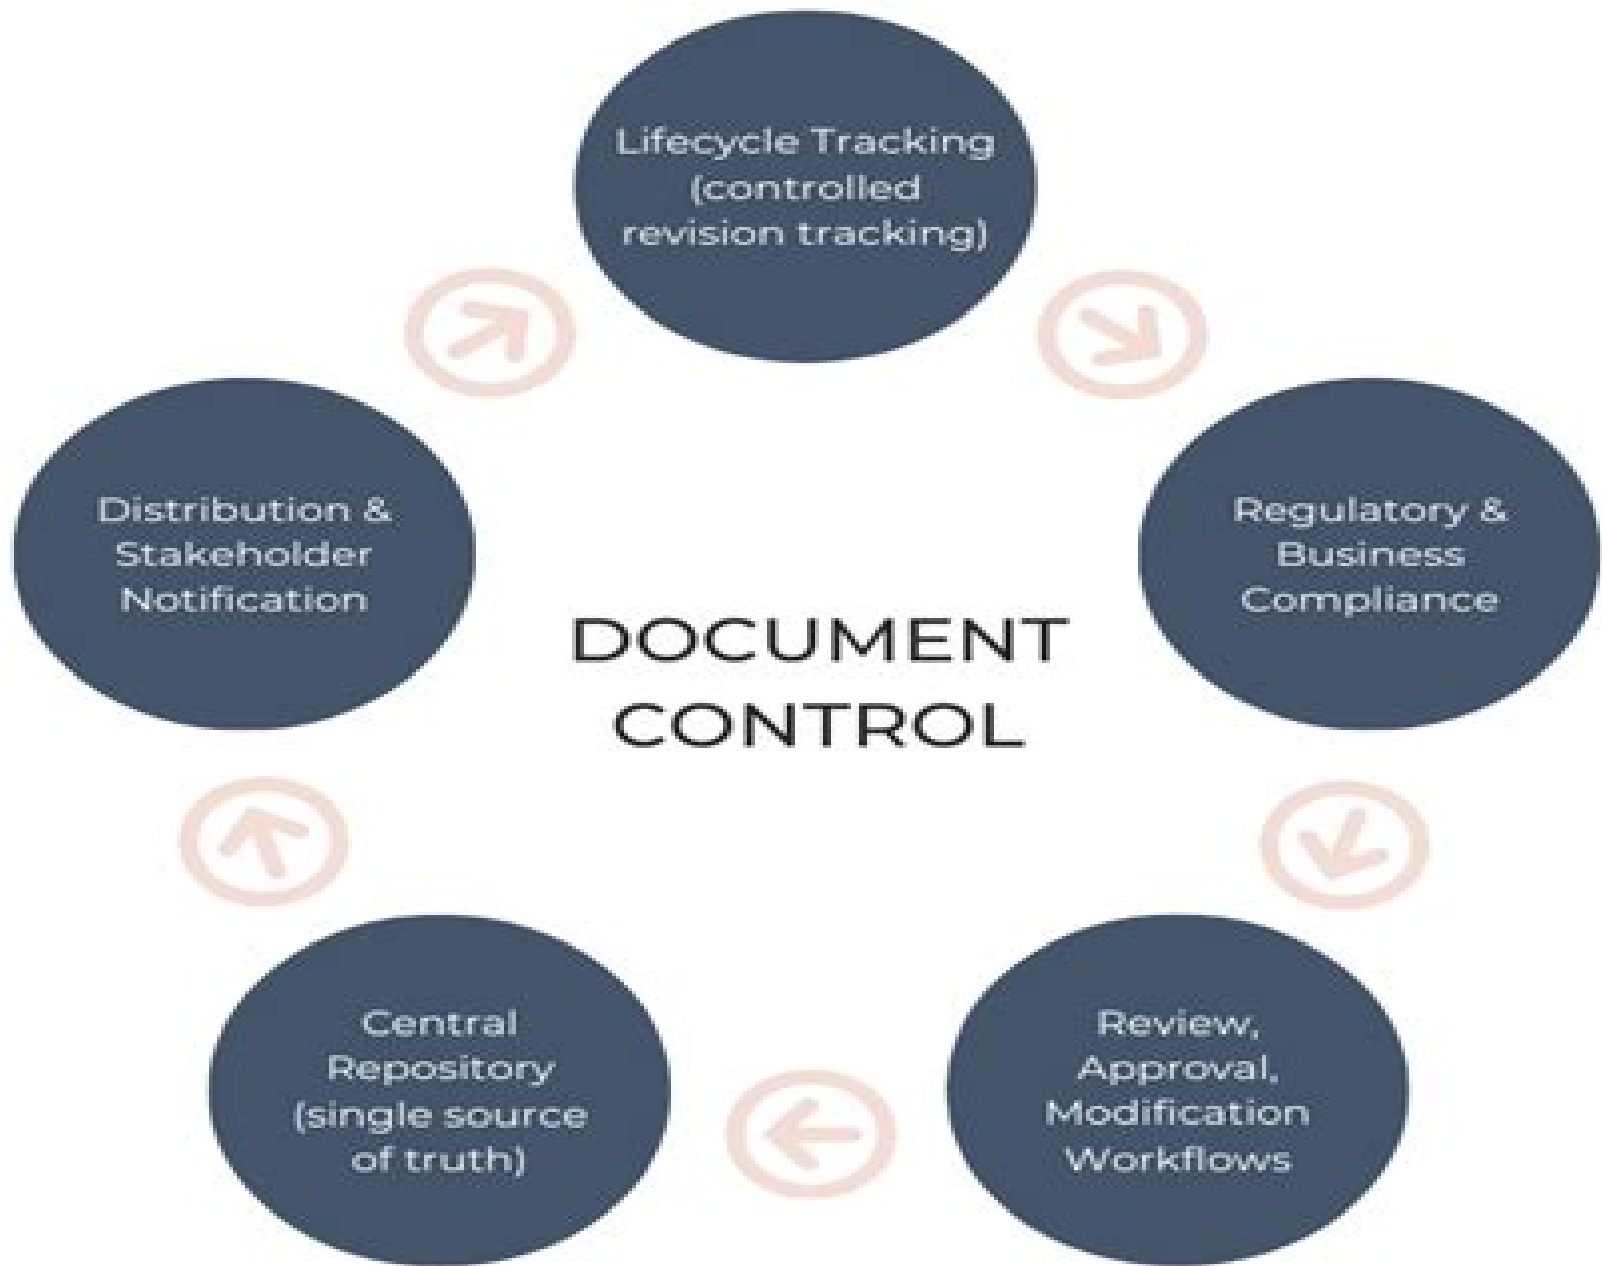 Lifecycle Tracking
(controlled
revision tracking)
Distribution &
Stakeholder
Notification
Regulatory &
Business
Compliance
DOCUMENT
CONTROL
Central
Repository
(single source
of truth)
Review,
Approval,
Modification
Workflows